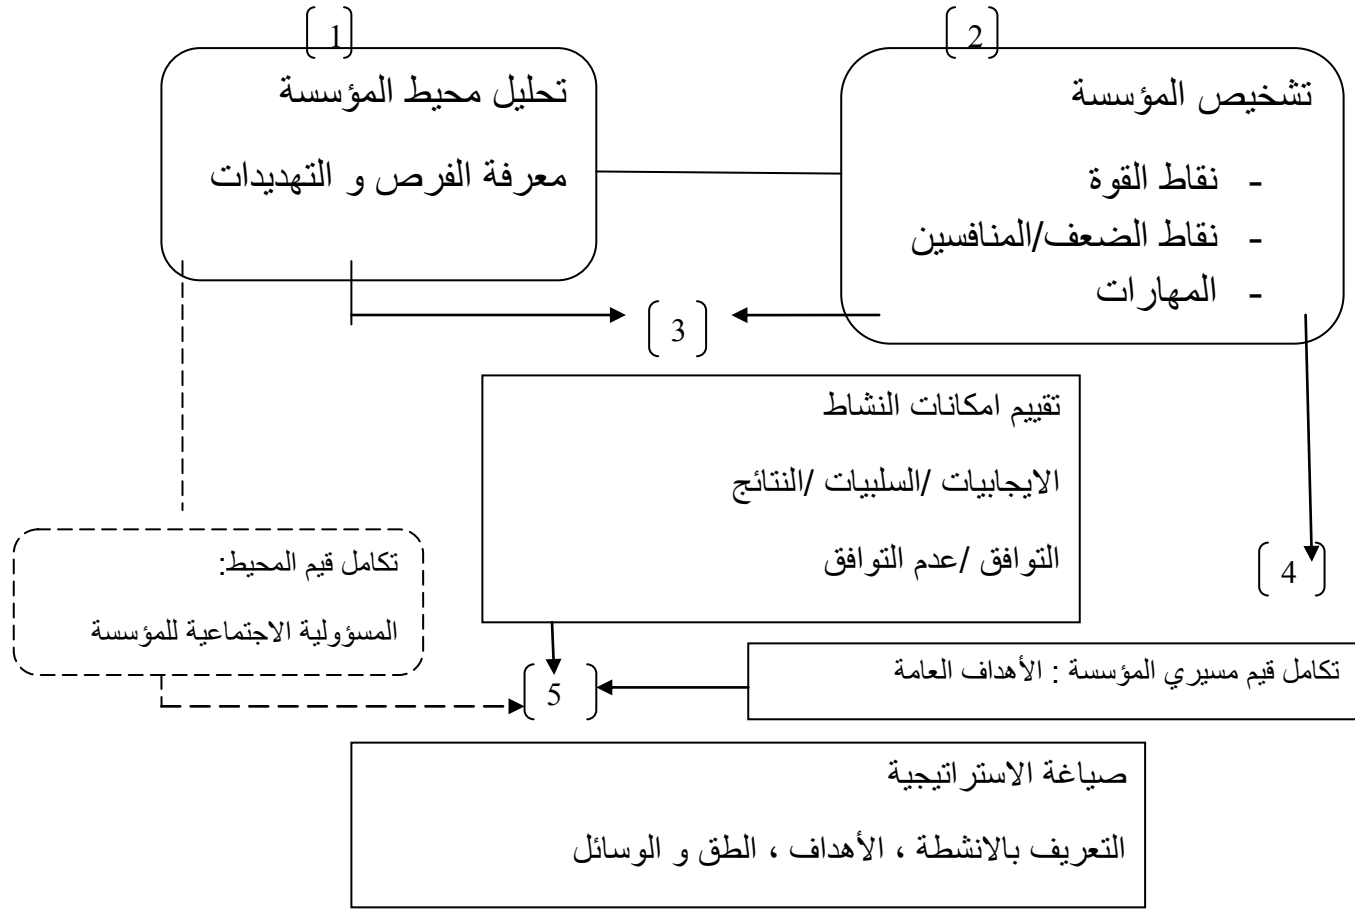 1
تحليل محيط المؤسسة
معرفة الفرص و التهديدات
2
تشخيص المؤسسة
- نقاط القوة
- نقاط الضعف/المنافسين
- المهارات
3
تقييم امكانات النشاط
الايجابيات /السلبيات /النتائج
التوافق /عدم التوافق
4
تكامل قيم المحيط:
المسؤولية الاجتماعية للمؤسسة
تكامل قيم مسيري المؤسسة : الأهداف العامة
5
صياغة الاستراتيجية
التعريف بالانشطة ، الأهداف ، الطق و الوسائل